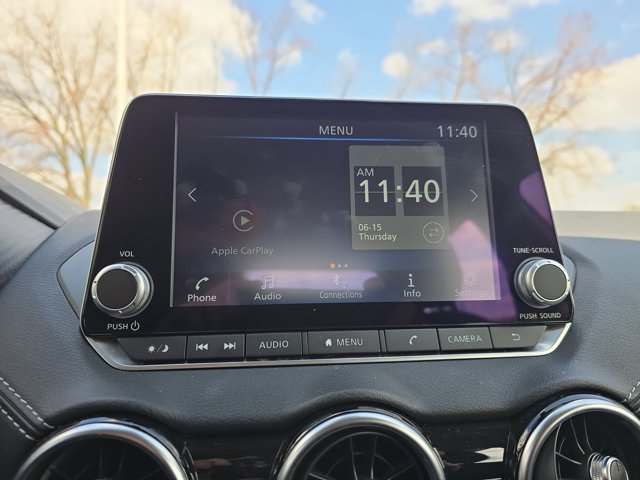 MENU
11:40
AM
11:40
06-15
Thursday
Apple CarPlay
Phone
Audio
Connections
Info
Settings
VOL
PUSH
TUNE·SCROLL
PUSH SOUND
AUDIO
MENU
CAMERA